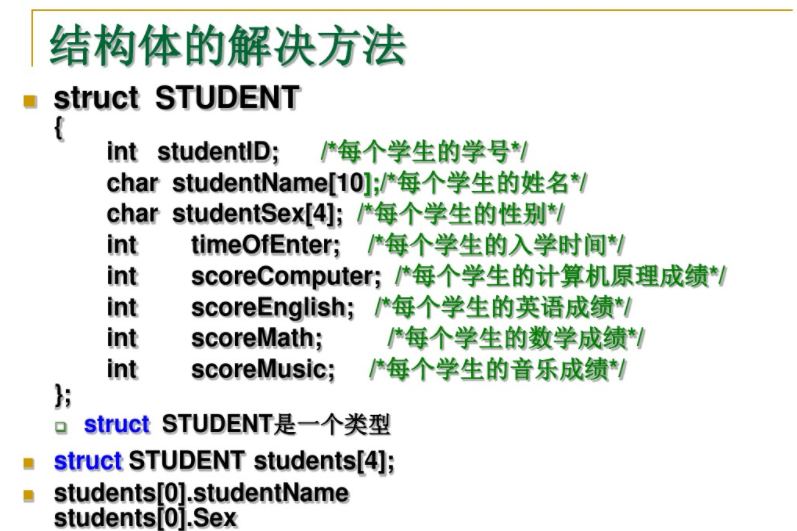 结构体的解决方法
struct STUDENT
{
int studentID; /*每个学生的学号*/
char studentName[10];/*每个学生的姓名*/
char studentSex[4]; /*每个学生的性别*/
int timeOfEnter; /*每个学生的入学时间*/
int scoreComputer; /*每个学生的计算机原理成绩*/
int scoreEnglish; /*每个学生的英语成绩*/
int scoreMath; /*每个学生的数学成绩*/
int scoreMusic; /*每个学生的音乐成绩*/
};
struct STUDENT是一个类型
struct STUDENT students[4];
students[0].studentName
students[0].Sex